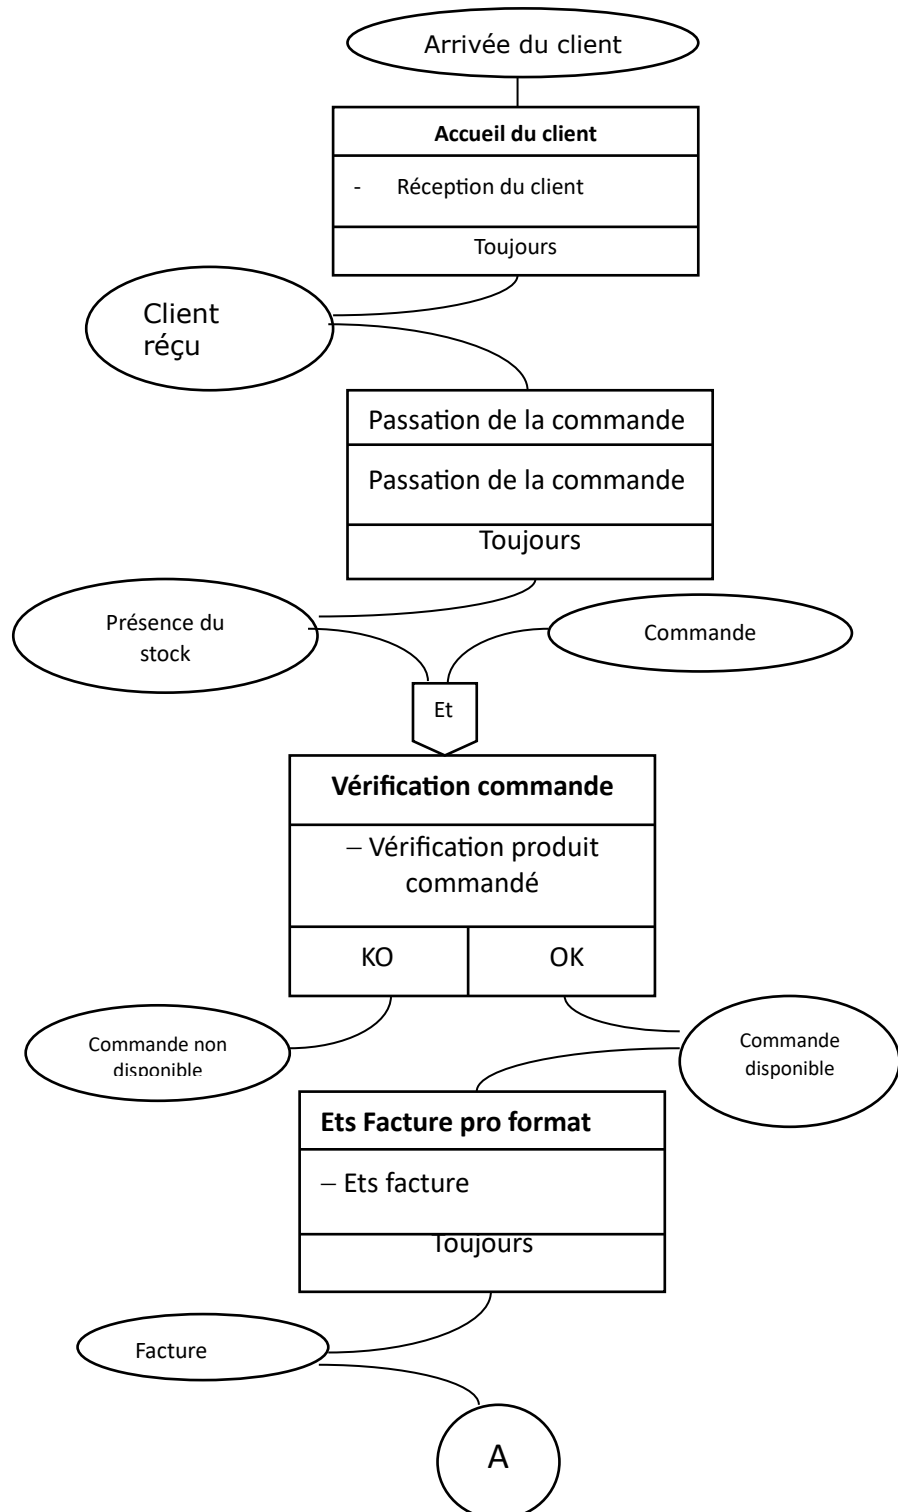 Arrivée du client
Accueil du client
- Réception du client
Toujours
Client
réçu
Passation de la commande
Passation de la commande
Toujours
Présence du
stock
Commande
Et
Vérification commande
– Vérification produit
commandé
KO
OK
Commande non
disponible
Commande
disponible
Ets Facture pro format
– Ets facture
Toujours
Facture
A